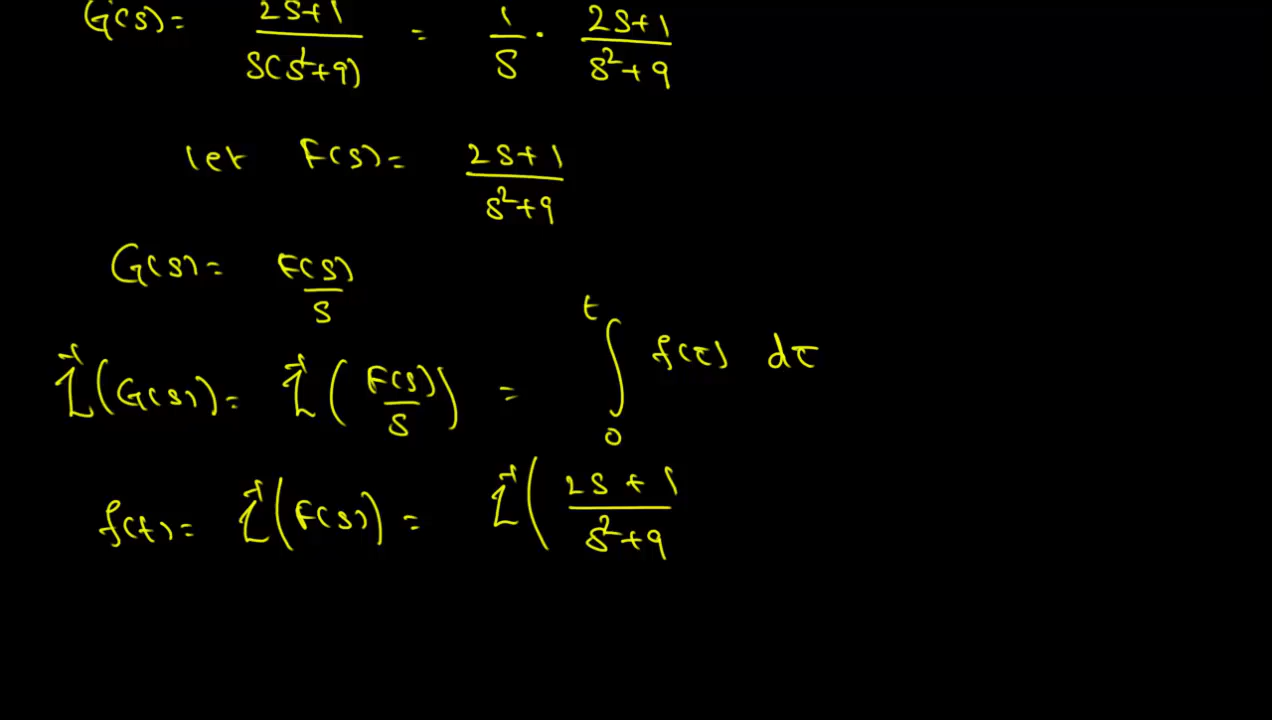 G(s) = 2s+1 / s(s²+9) = 1/s · 2s+1 / s²+9
let F(s) = 2s+1 / s²+9
G(s) = F(s)/s
L⁻¹(G(s)) = L⁻¹(F(s)/s) = ∫₀ᵗ f(τ) dτ
f(t) = L⁻¹(F(s)) = L⁻¹(2s+1 / s²+9